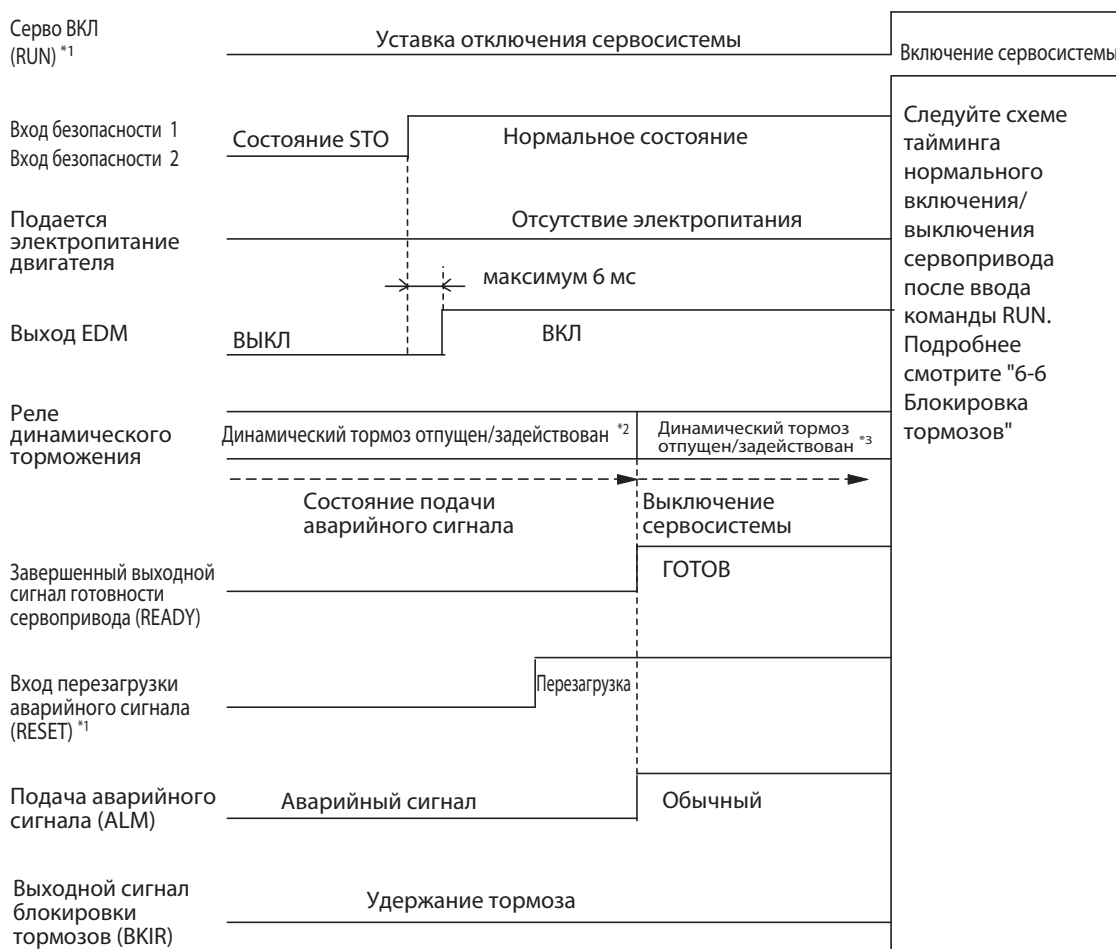 Серво ВКЛ
(RUN) *1
Уставка отключения сервосистемы
Включение сервосистемы
Вход безопасности 1
Вход безопасности 2
Состояние STO
Нормальное состояние
Следуйте схеме
тайминга
нормального
включения/
выключения
сервопривода
после ввода
команды RUN.
Подробнее
смотрите "6-6
Блокировка
тормозов"
Подается
электропитание
двигателя
Отсутствие электропитания
максимум 6 мс
Выход EDM
ВЫКЛ
ВКЛ
Реле
динамического
торможения
Динамический тормоз отпущен/задействован *2
Динамический тормоз
отпущен/задействован *3
Состояние подачи
аварийного сигнала
Выключение
сервосистемы
Завершенный выходной
сигнал готовности
сервопривода (READY)
ГОТОВ
Вход перезагрузки
аварийного сигнала
(RESET) *1
Перезагрузка
Подача аварийного
сигнала (ALM)
Аварийный сигнал
Обычный
Выходной сигнал
блокировки
тормозов (BKIR)
Удержание тормоза